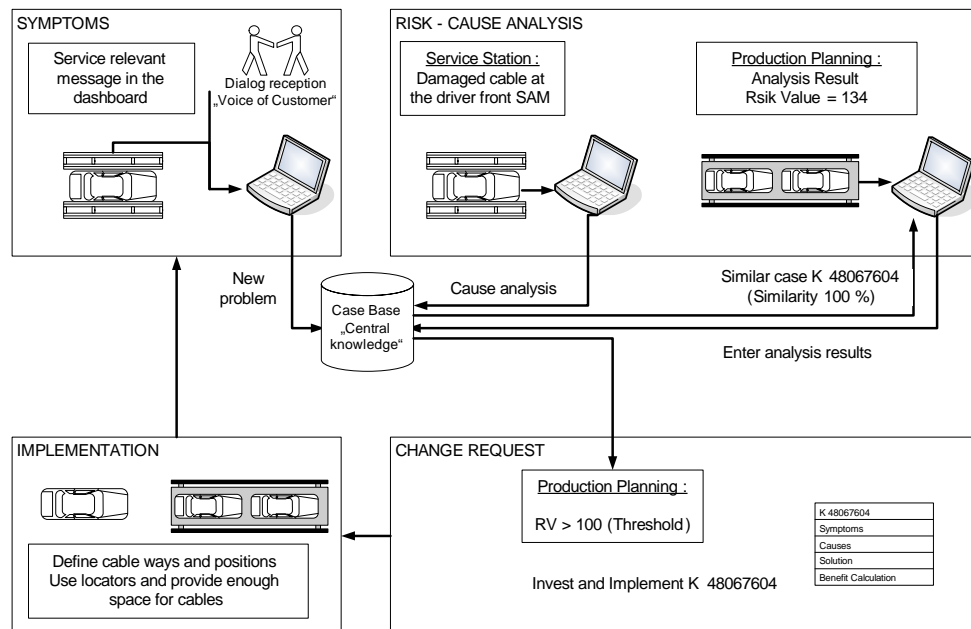 SYMPTOMS
Service relevant
message in the
dashboard
Dialog reception
„Voice of Customer“
RISK - CAUSE ANALYSIS
Service Station :
Damaged cable at
the driver front SAM
Production Planning :
Analysis Result
Rsik Value = 134
New
problem
Case Base
„Central
knowledge“
Cause analysis
Similar case K 48067604
(Similarity 100 %)
Enter analysis results
IMPLEMENTATION
Define cable ways and positions
Use locators and provide enough
space for cables
CHANGE REQUEST
Production Planning :
RV > 100 (Threshold)
Invest and Implement K 48067604
K 48067604
Symptoms
Causes
Solution
Benefit Calculation